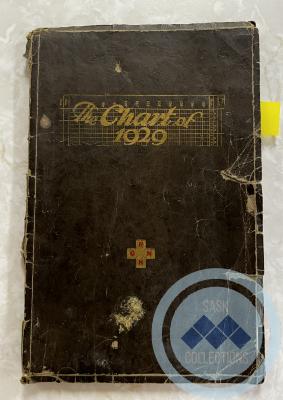 The Chart of
1929
SASK
COLLECTIONS